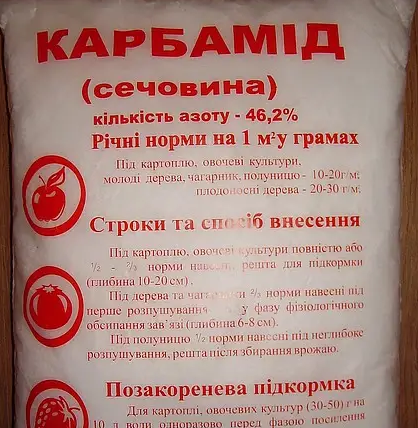 КАРБАМІД
(сечовина)
кількість азоту - 46,2%
Річні норми на 1 м² у грамах
Під картоплю, овочеві культури,
молоді дерева, чагарник, полуницю - 10-20г/м²
плодоносні дерева - 20-30 г/м²
Строки та спосіб внесення
Під картоплю, овочеві культури повністю або
½ - ⅔ норми навесні, решта для підкормки
(глибина 10-20 см).
Під дерева та чагарники ⅔ норми навесні під
перше розпушування у фазу фізіологічного
обсипання зав`язі (глибина 6-8 см).
Під полуницю ½ норми навесні під неглибоке
розпушування, решта після збирання врожаю.
Позакоренева підкормка
Для картоплі, овочевих культур (30-50) г на
10 л води одноразово перед фазою посилення